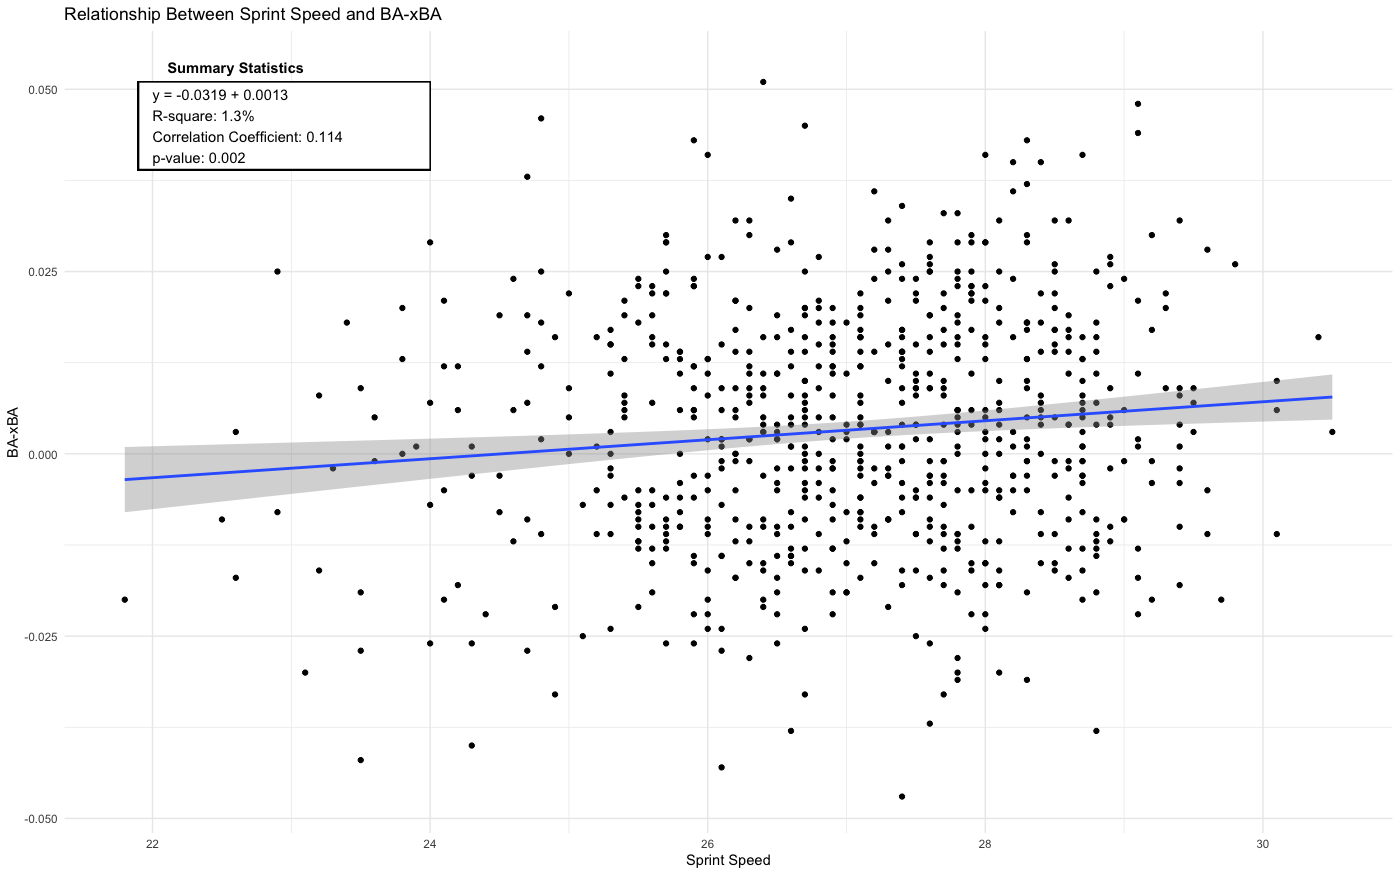 Relationship Between Sprint Speed and BA-xBA
Summary Statistics
y = -0.0319 + 0.0013
R-square: 1.3%
Correlation Coefficient: 0.114
p-value: 0.002
0.050
0.025
0.000
-0.025
-0.050
BA-xBA
22
24
26
28
30
Sprint Speed